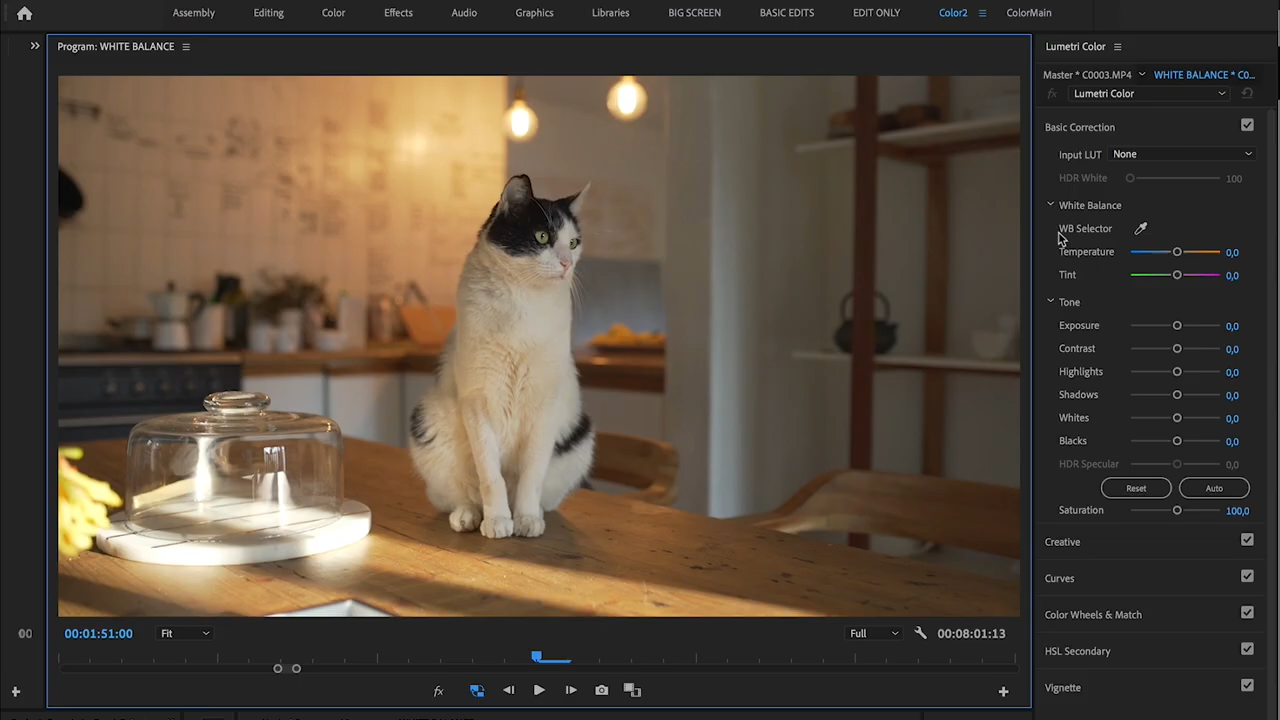 Assembly Editing Color Effects Audio Graphics Libraries BIG SCREEN BASIC EDITS EDIT ONLY Color2 ColorMain
Program: WHITE BALANCE
Lumetri Color
Master * C0003.MP4 WHITE BALANCE * C0...
fx Lumetri Color
Basic Correction
Input LUT None
HDR White 100
White Balance
WB Selector
Temperature 0,0
Tint 0,0
Tone
Exposure 0,0
Contrast 0,0
Highlights 0,0
Shadows 0,0
Whites 0,0
Blacks 0,0
HDR Specular 0,0
Reset Auto
Saturation 100,0
Creative
Curves
Color Wheels & Match
HSL Secondary
Vignette
00 00:01:51:00 Fit Full 00:08:01:13
fx